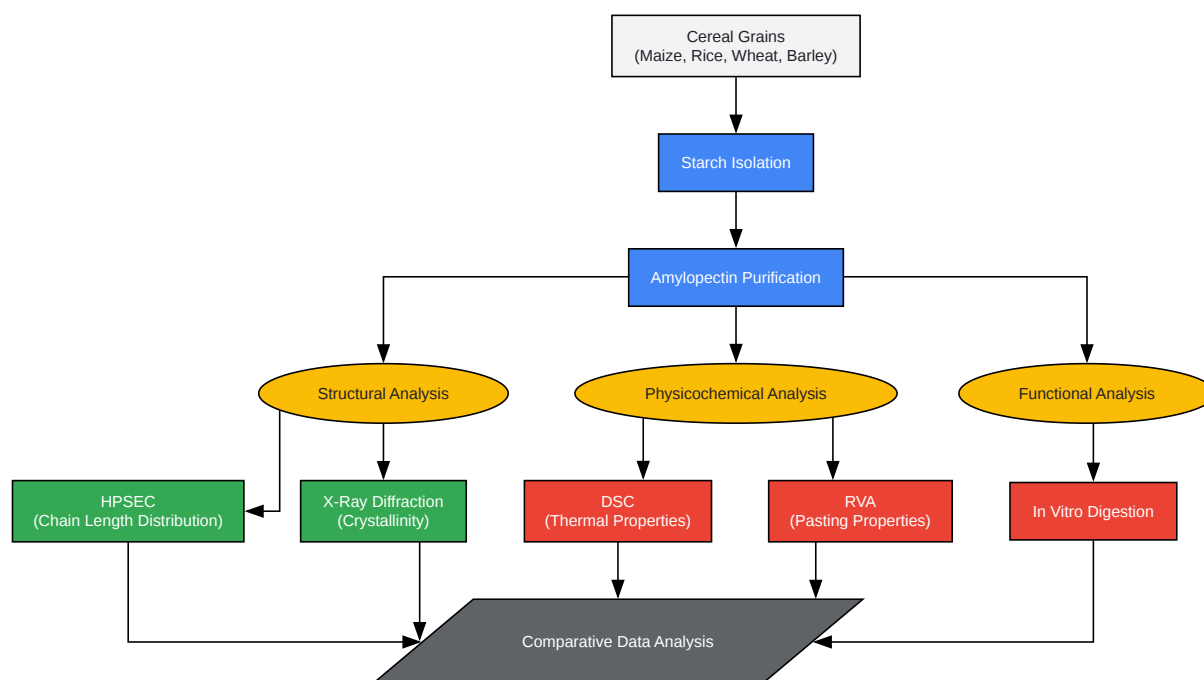 Cereal Grains
(Maize, Rice, Wheat, Barley)
Starch Isolation
Amylopectin Purification
Structural Analysis
Physicochemical Analysis
Functional Analysis
HPSEC
(Chain Length Distribution)
X-Ray Diffraction
(Crystallinity)
DSC
(Thermal Properties)
RVA
(Pasting Properties)
In Vitro Digestion
Comparative Data Analysis